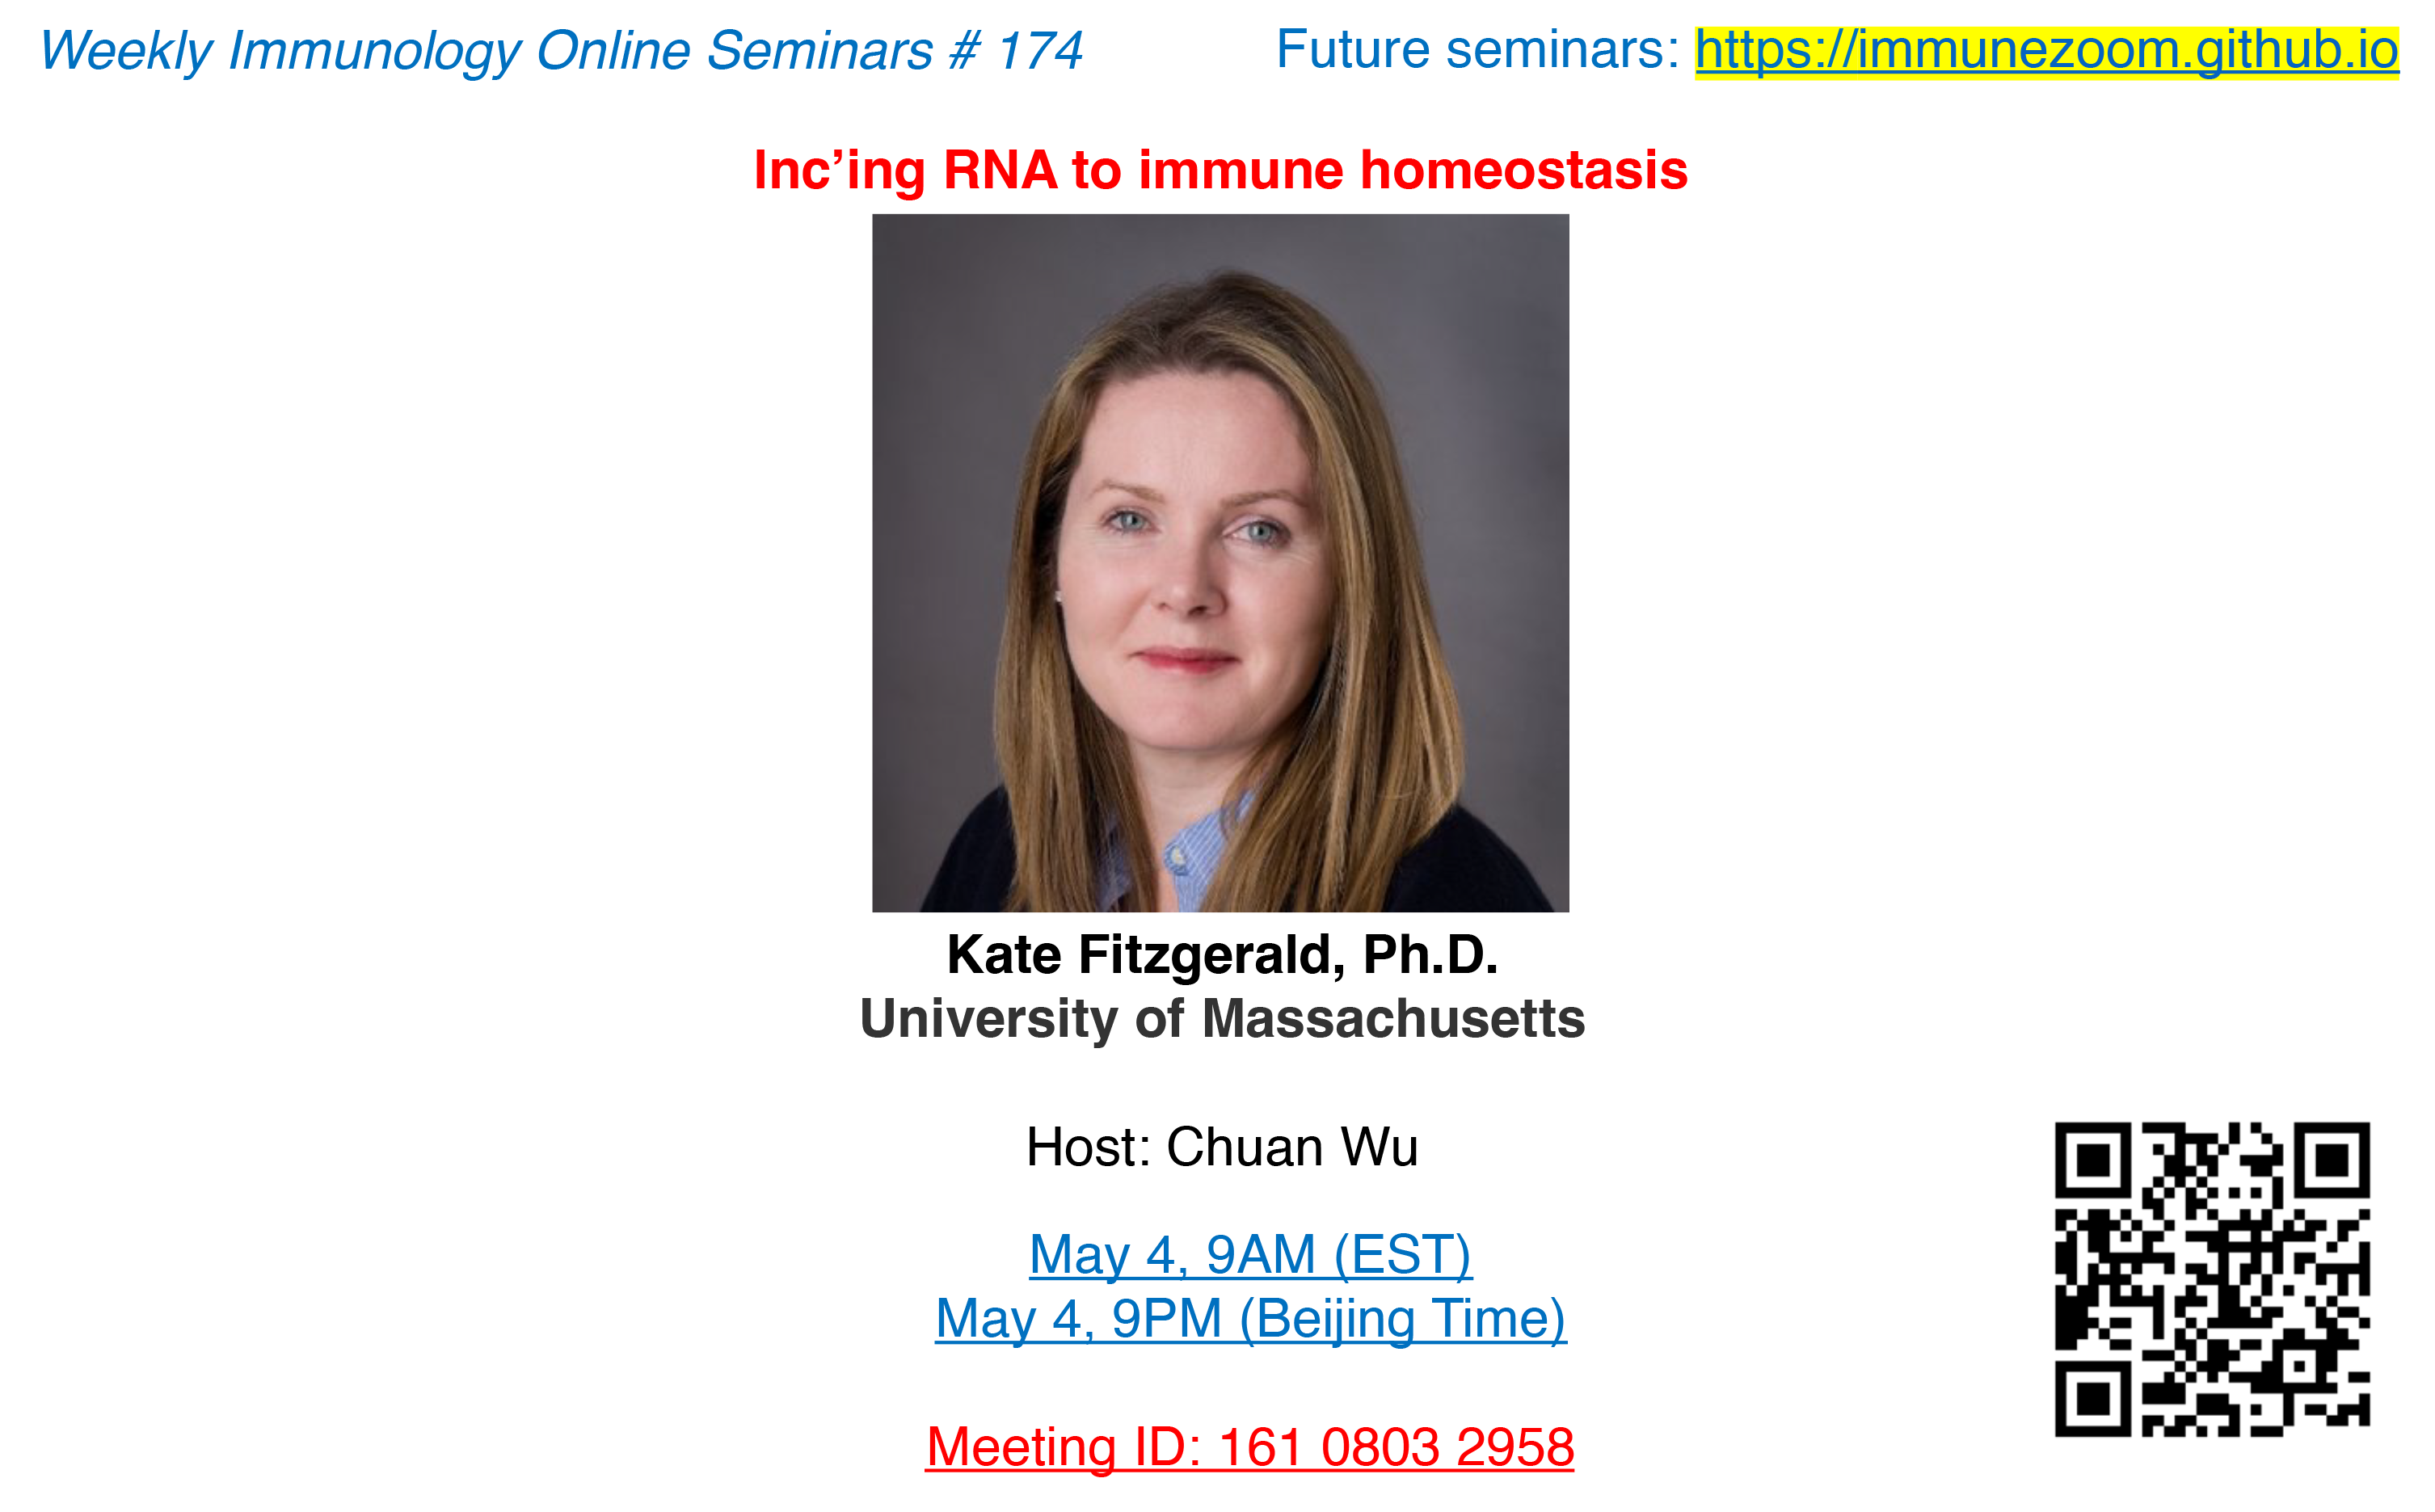 Weekly Immunology Online Seminars # 174
Future seminars: https://immunezoom.github.io
lnc’ing RNA to immune homeostasis
Kate Fitzgerald, Ph.D.
University of Massachusetts
Host: Chuan Wu
May 4, 9AM (EST)
May 4, 9PM (Beijing Time)
Meeting ID: 161 0803 2958